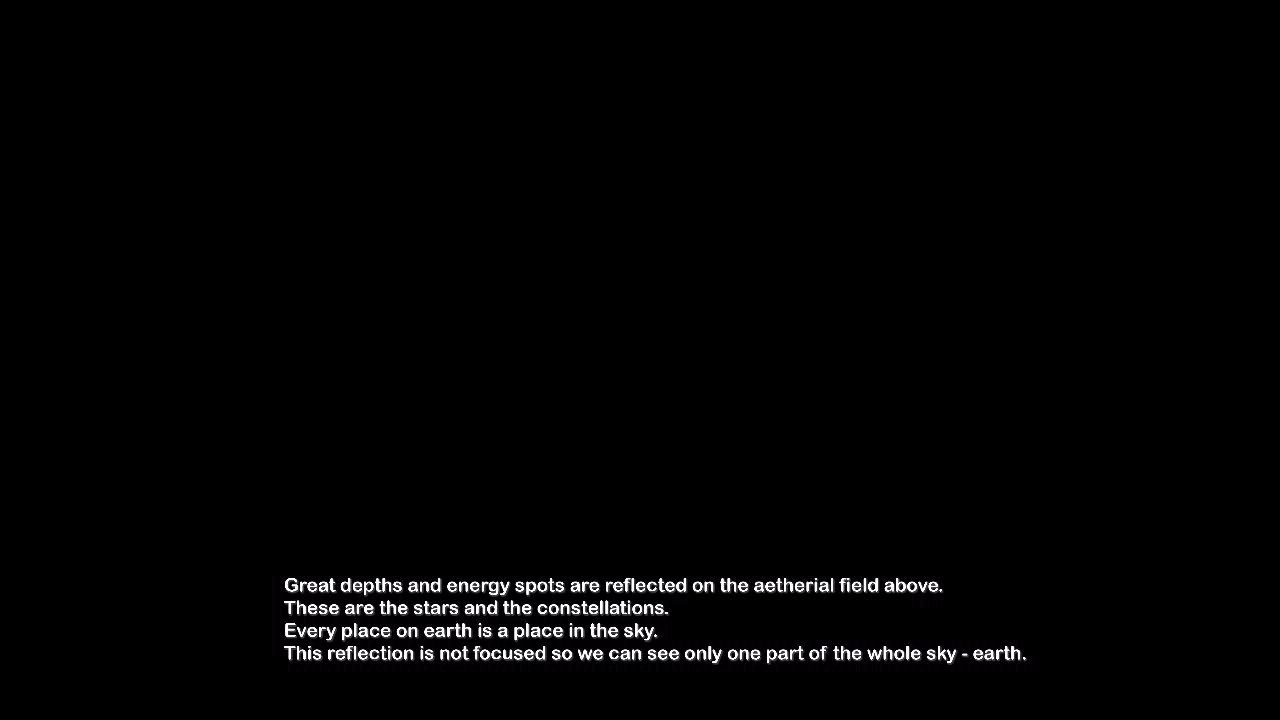 Great depths and energy spots are reflected on the aetherial field above.
These are the stars and the constellations.
Every place on earth is a place in the sky.
This reflection is not focused so we can see only one part of the whole sky - earth.